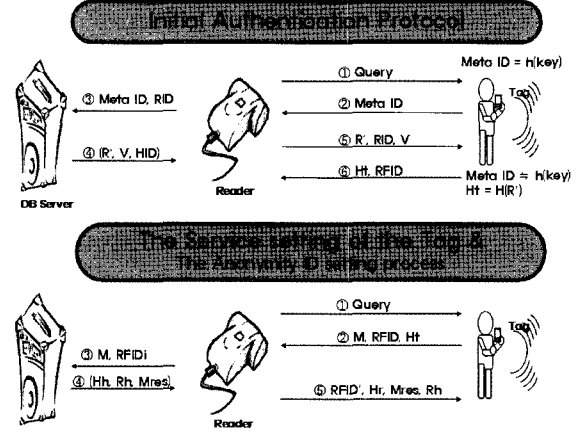 Initial Authentication Protocol
Meta ID = h(key)
① Query
Tag
③ Meta ID, RID
② Meta ID
④ (R', V, HID)
⑤ R', RID, V
⑥ Ht, RFID
Meta ID = h(key)
Ht = H(R')
Reader
DB Server
The Service setting of the Tag &
The Anonymity ID setting process
① Query
Tag
② M, RFID, Ht
③ M, RFIDi
④ (Hh, Rh, Mres)
⑤ RFID', Hr, Mres, Rh
Reader